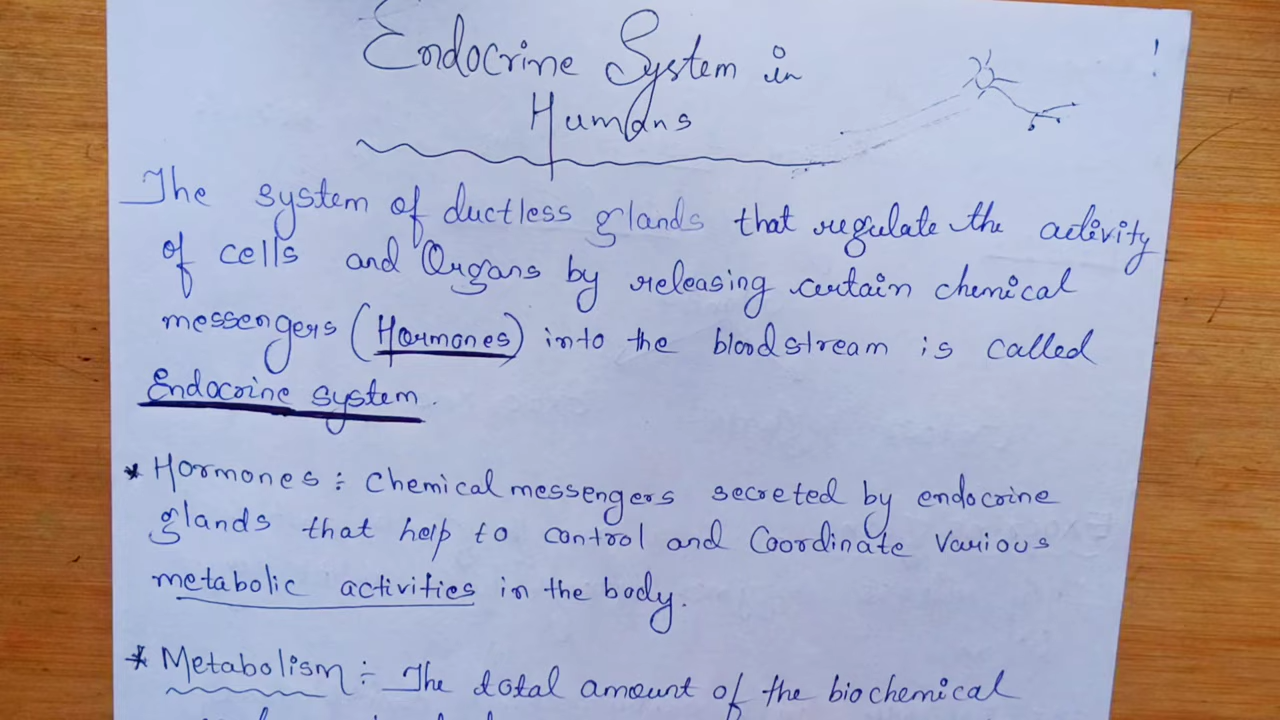 Endocrine System in
Humans
The system of ductless glands that regulate the activity
of cells and Organs by releasing certain chemical
messengers (Hormones) into the bloodstream is called
Endocrine system.
* Hormones : Chemical messengers secreted by endocrine
glands that help to control and Coordinate Various
metabolic activities in the body.
* Metabolism :- The total amount of the biochemical